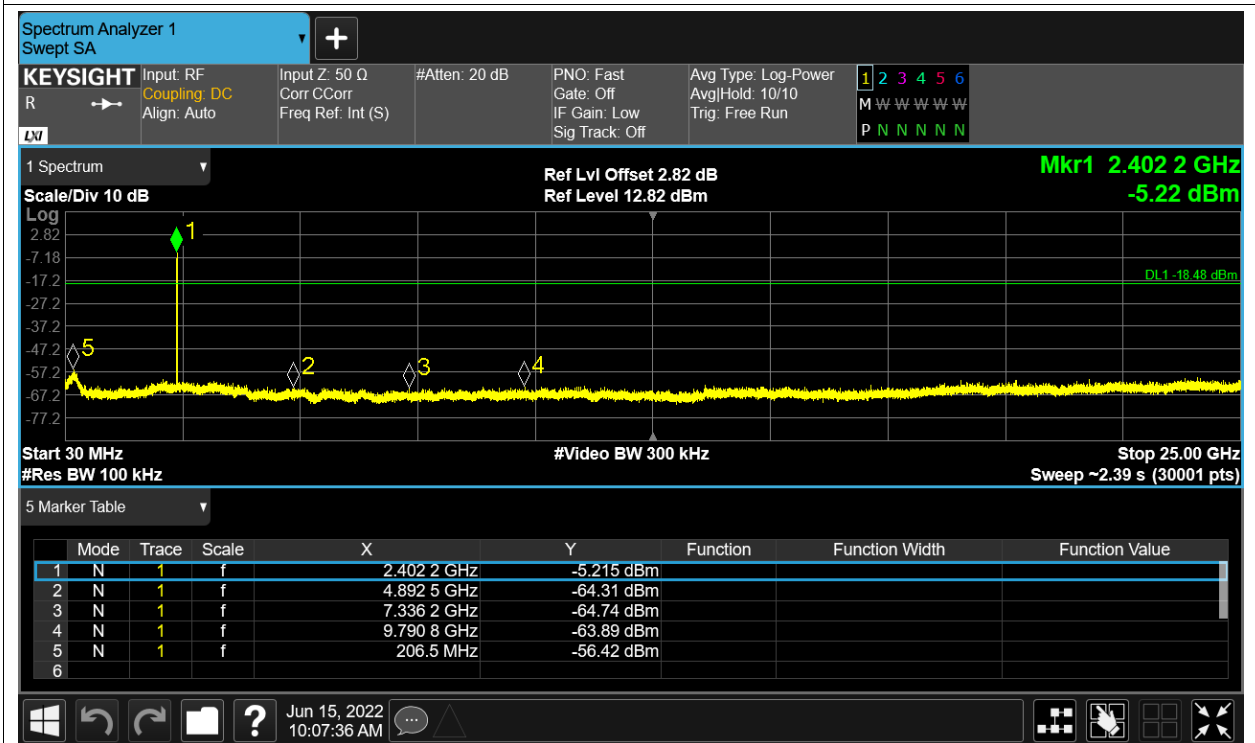 Spectrum Analyzer 1
Swept SA
KEYSIGHT Input: RF Input Z: 50 Ω #Atten: 20 dB PNO: Fast Avg Type: Log-Power 1 2 3 4 5 6
R Coupling: DC Corr CCorr Gate: Off Avg|Hold: 10/10 M W W W W W
Align: Auto Freq Ref: Int (S) IF Gain: Low Trig: Free Run
LXI Sig Track: Off P N N N N N
1 Spectrum Ref Lvl Offset 2.82 dB Mkr1 2.402 2 GHz
Scale/Div 10 dB Ref Level 12.82 dBm -5.22 dBm
Log
2.82
1
-7.18
-17.2
DL1 -18.48 dBm
-27.2
-37.2
-47.2
5
2
3
4
-57.2
-67.2
-77.2
Start 30 MHz #Video BW 300 kHz Stop 25.00 GHz
#Res BW 100 kHz Sweep ~2.39 s (30001 pts)
5 Marker Table
Mode Trace Scale X Y Function Function Width Function Value
1 N 1 f 2.402 2 GHz -5.215 dBm
2 N 1 f 4.892 5 GHz -64.31 dBm
3 N 1 f 7.336 2 GHz -64.74 dBm
4 N 1 f 9.790 8 GHz -63.89 dBm
5 N 1 f 206.5 MHz -56.42 dBm
6
? Jun 15, 2022
10:07:36 AM